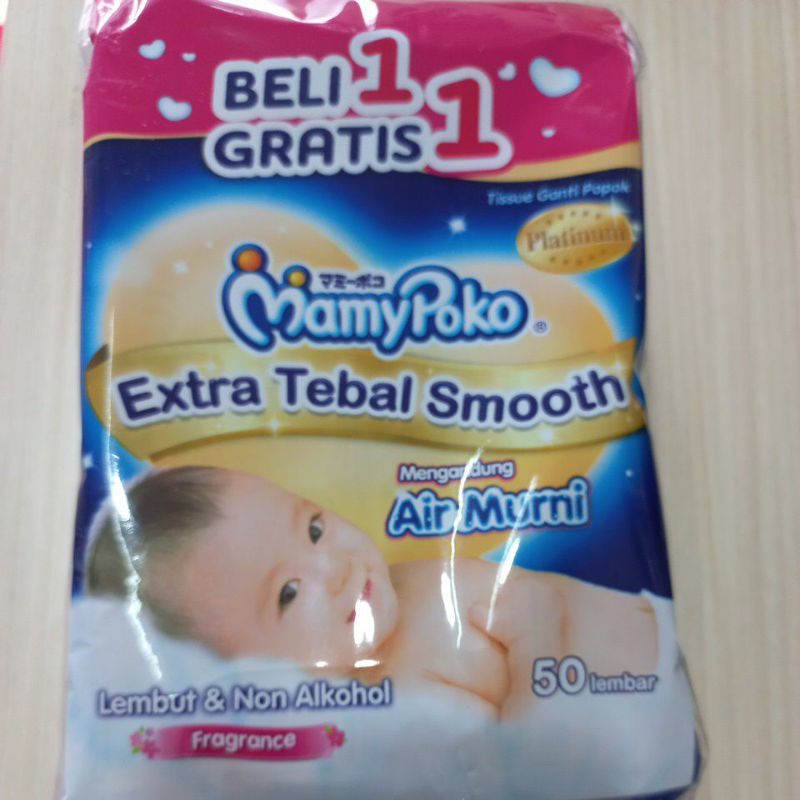 BELI 1
GRATIS 1
Tissue Ganti Popok
Platinum
マミーポコ
MamyPoko®
Extra Tebal Smooth
Mengandung
Air Murni
50 lembar
Lembut & Non Alkohol
Fragrance